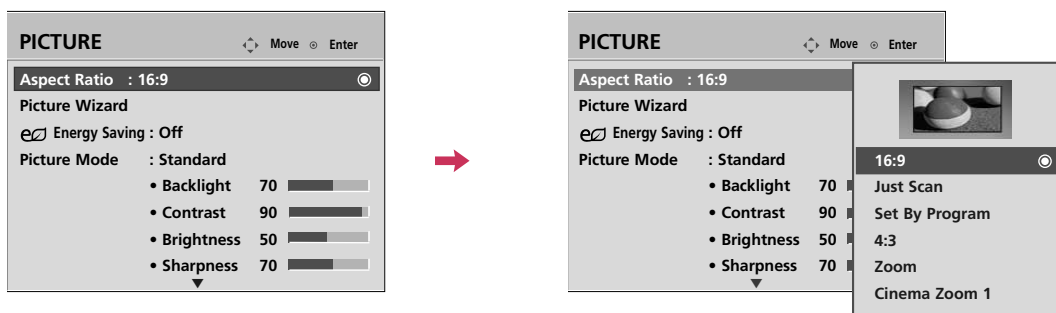 PICTURE Move Enter
Aspect Ratio : 16:9
Picture Wizard
Energy Saving : Off
Picture Mode : Standard
• Backlight 70
• Contrast 90
• Brightness 50
• Sharpness 70
PICTURE Move Enter
Aspect Ratio : 16:9
Picture Wizard
Energy Saving : Off
Picture Mode : Standard
• Backlight 70
• Contrast 90
• Brightness 50
• Sharpness 70
16:9
Just Scan
Set By Program
4:3
Zoom
Cinema Zoom 1